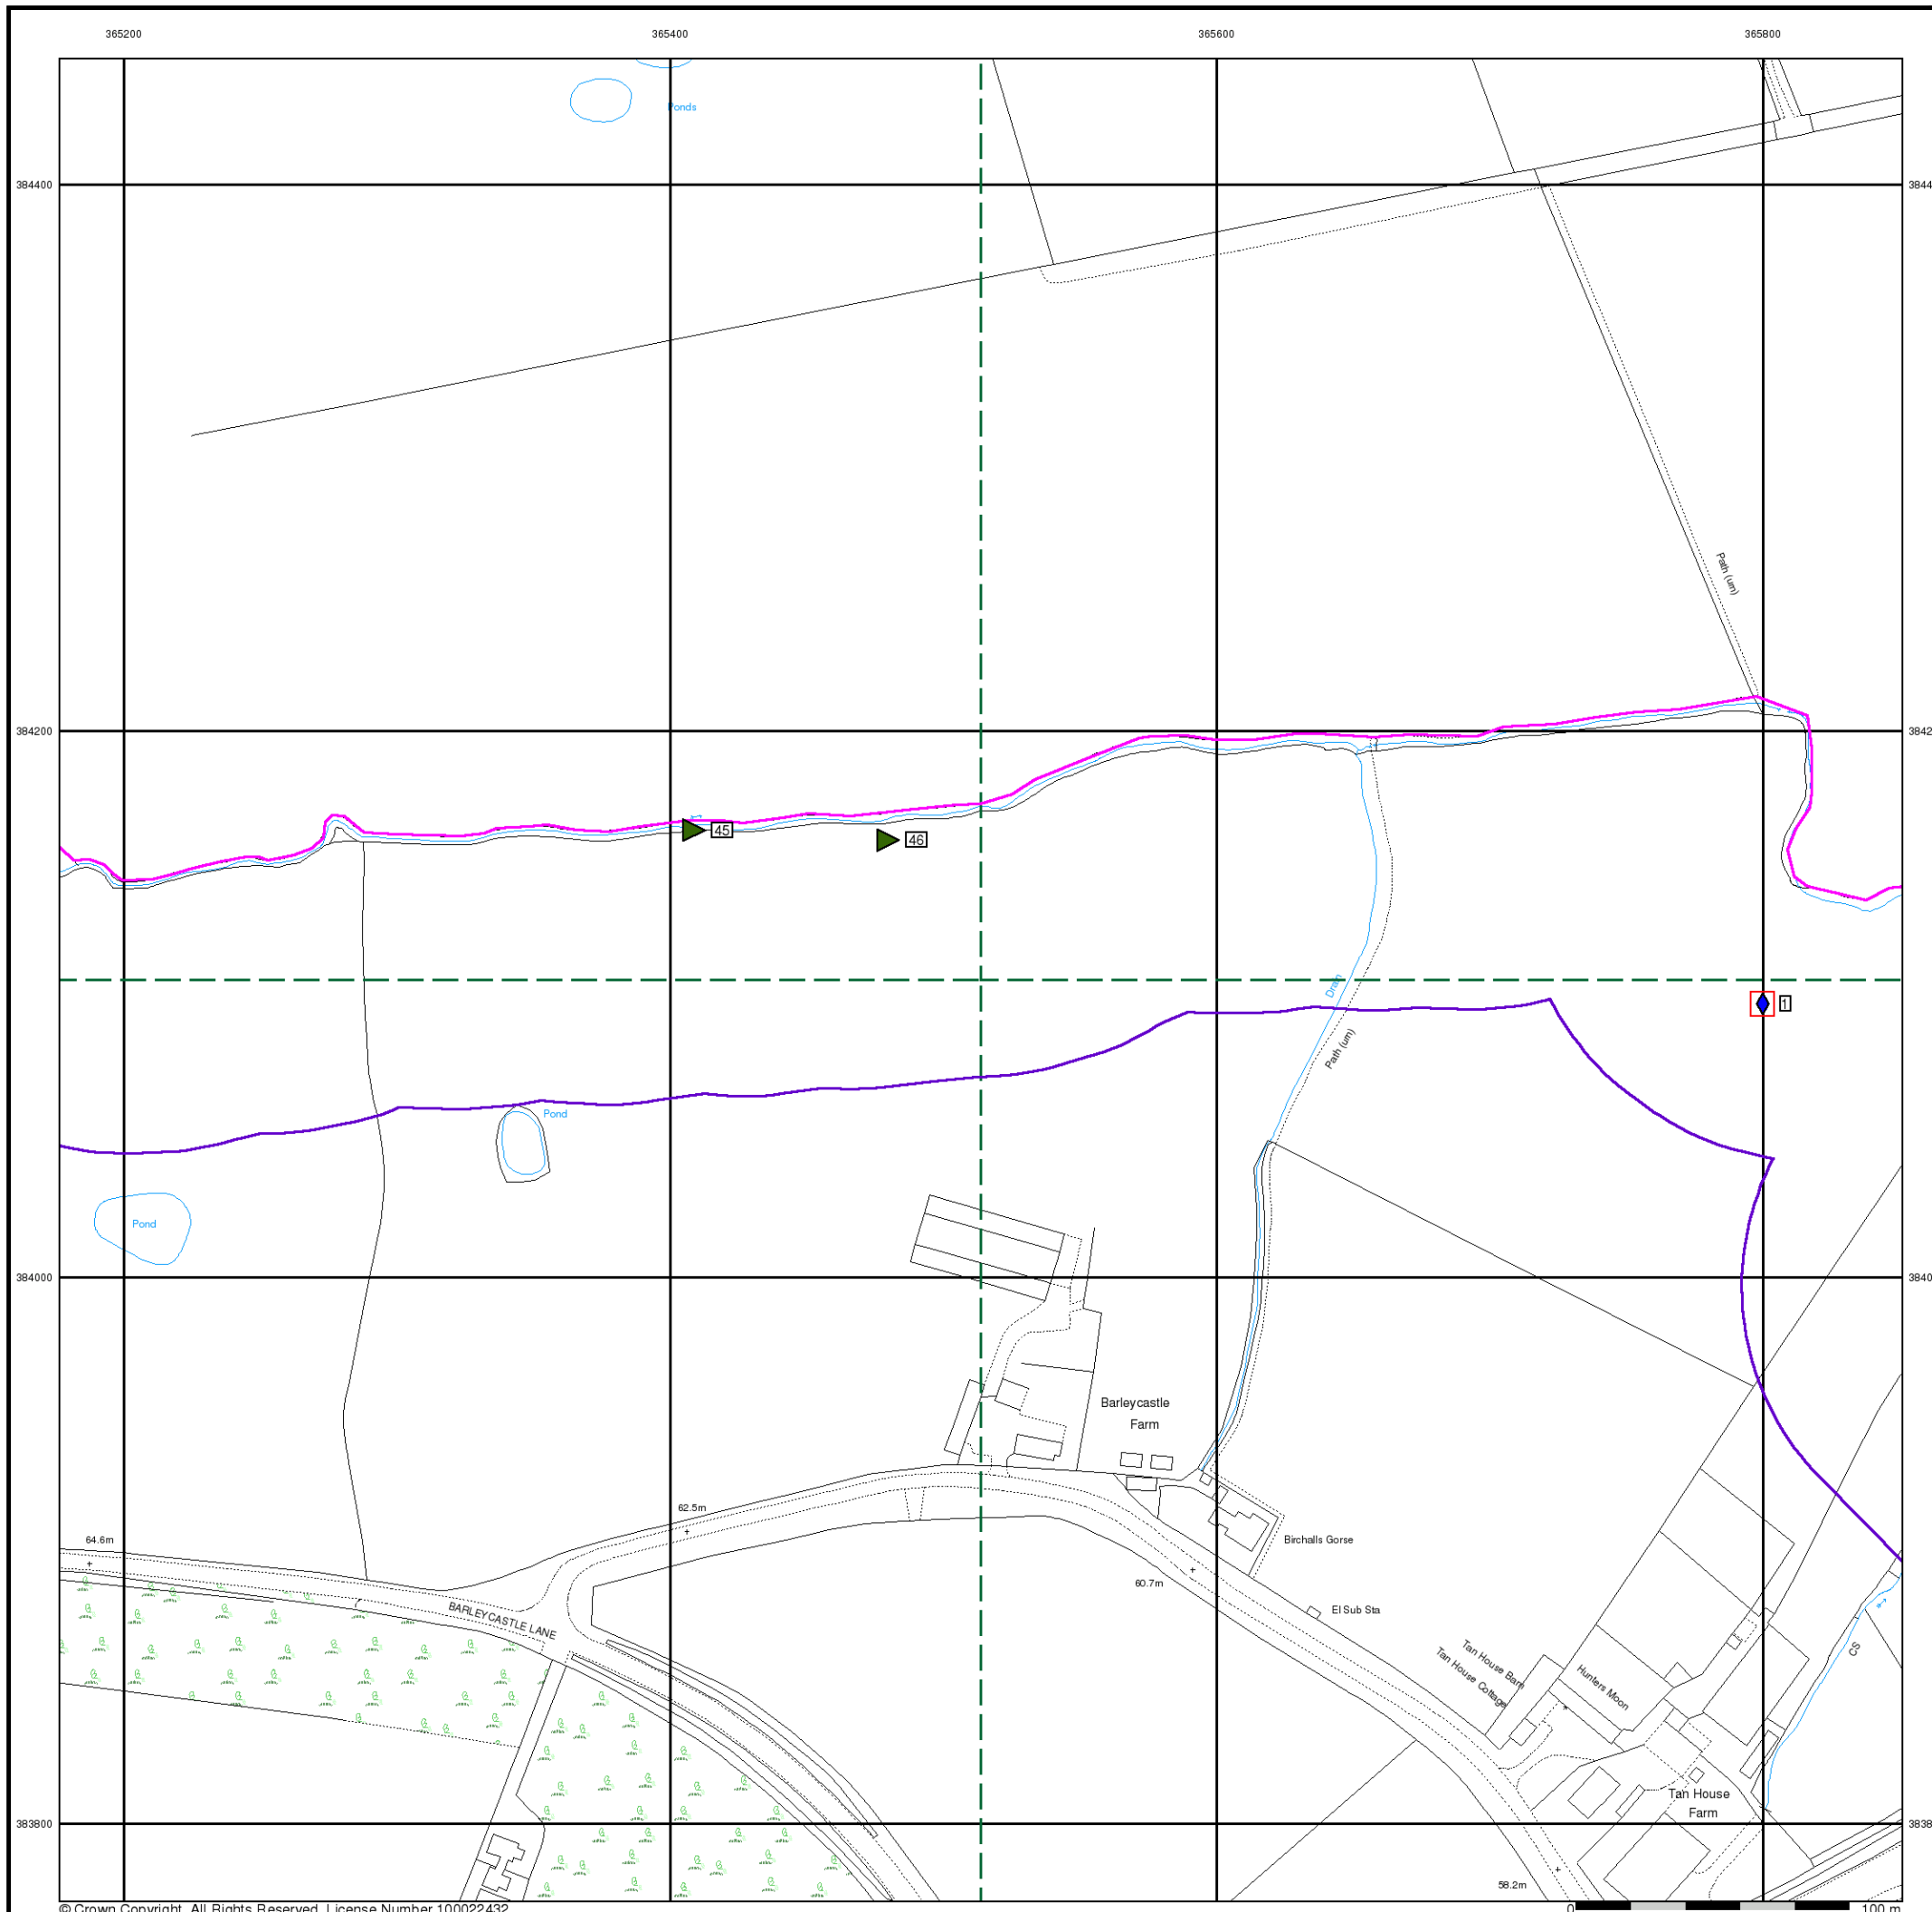 365200
365400
365600
365800
Ponds
384400
Path (um)
384200
45
46
Drain
1
Path (um)
Pond
Pond
384000
Barleycastle
Farm
62.5m
64.6m
Birchalls Gorse
60.7m
BARLEYCASTLE LANE
El Sub Sta
Tan House Barn
Tan House Cottage
Hunlers Moon
CS
Tan House
Farm
383800
58.2m
© Crown Copyright. All Rights Reserved. License Number 100022432
0
100 m